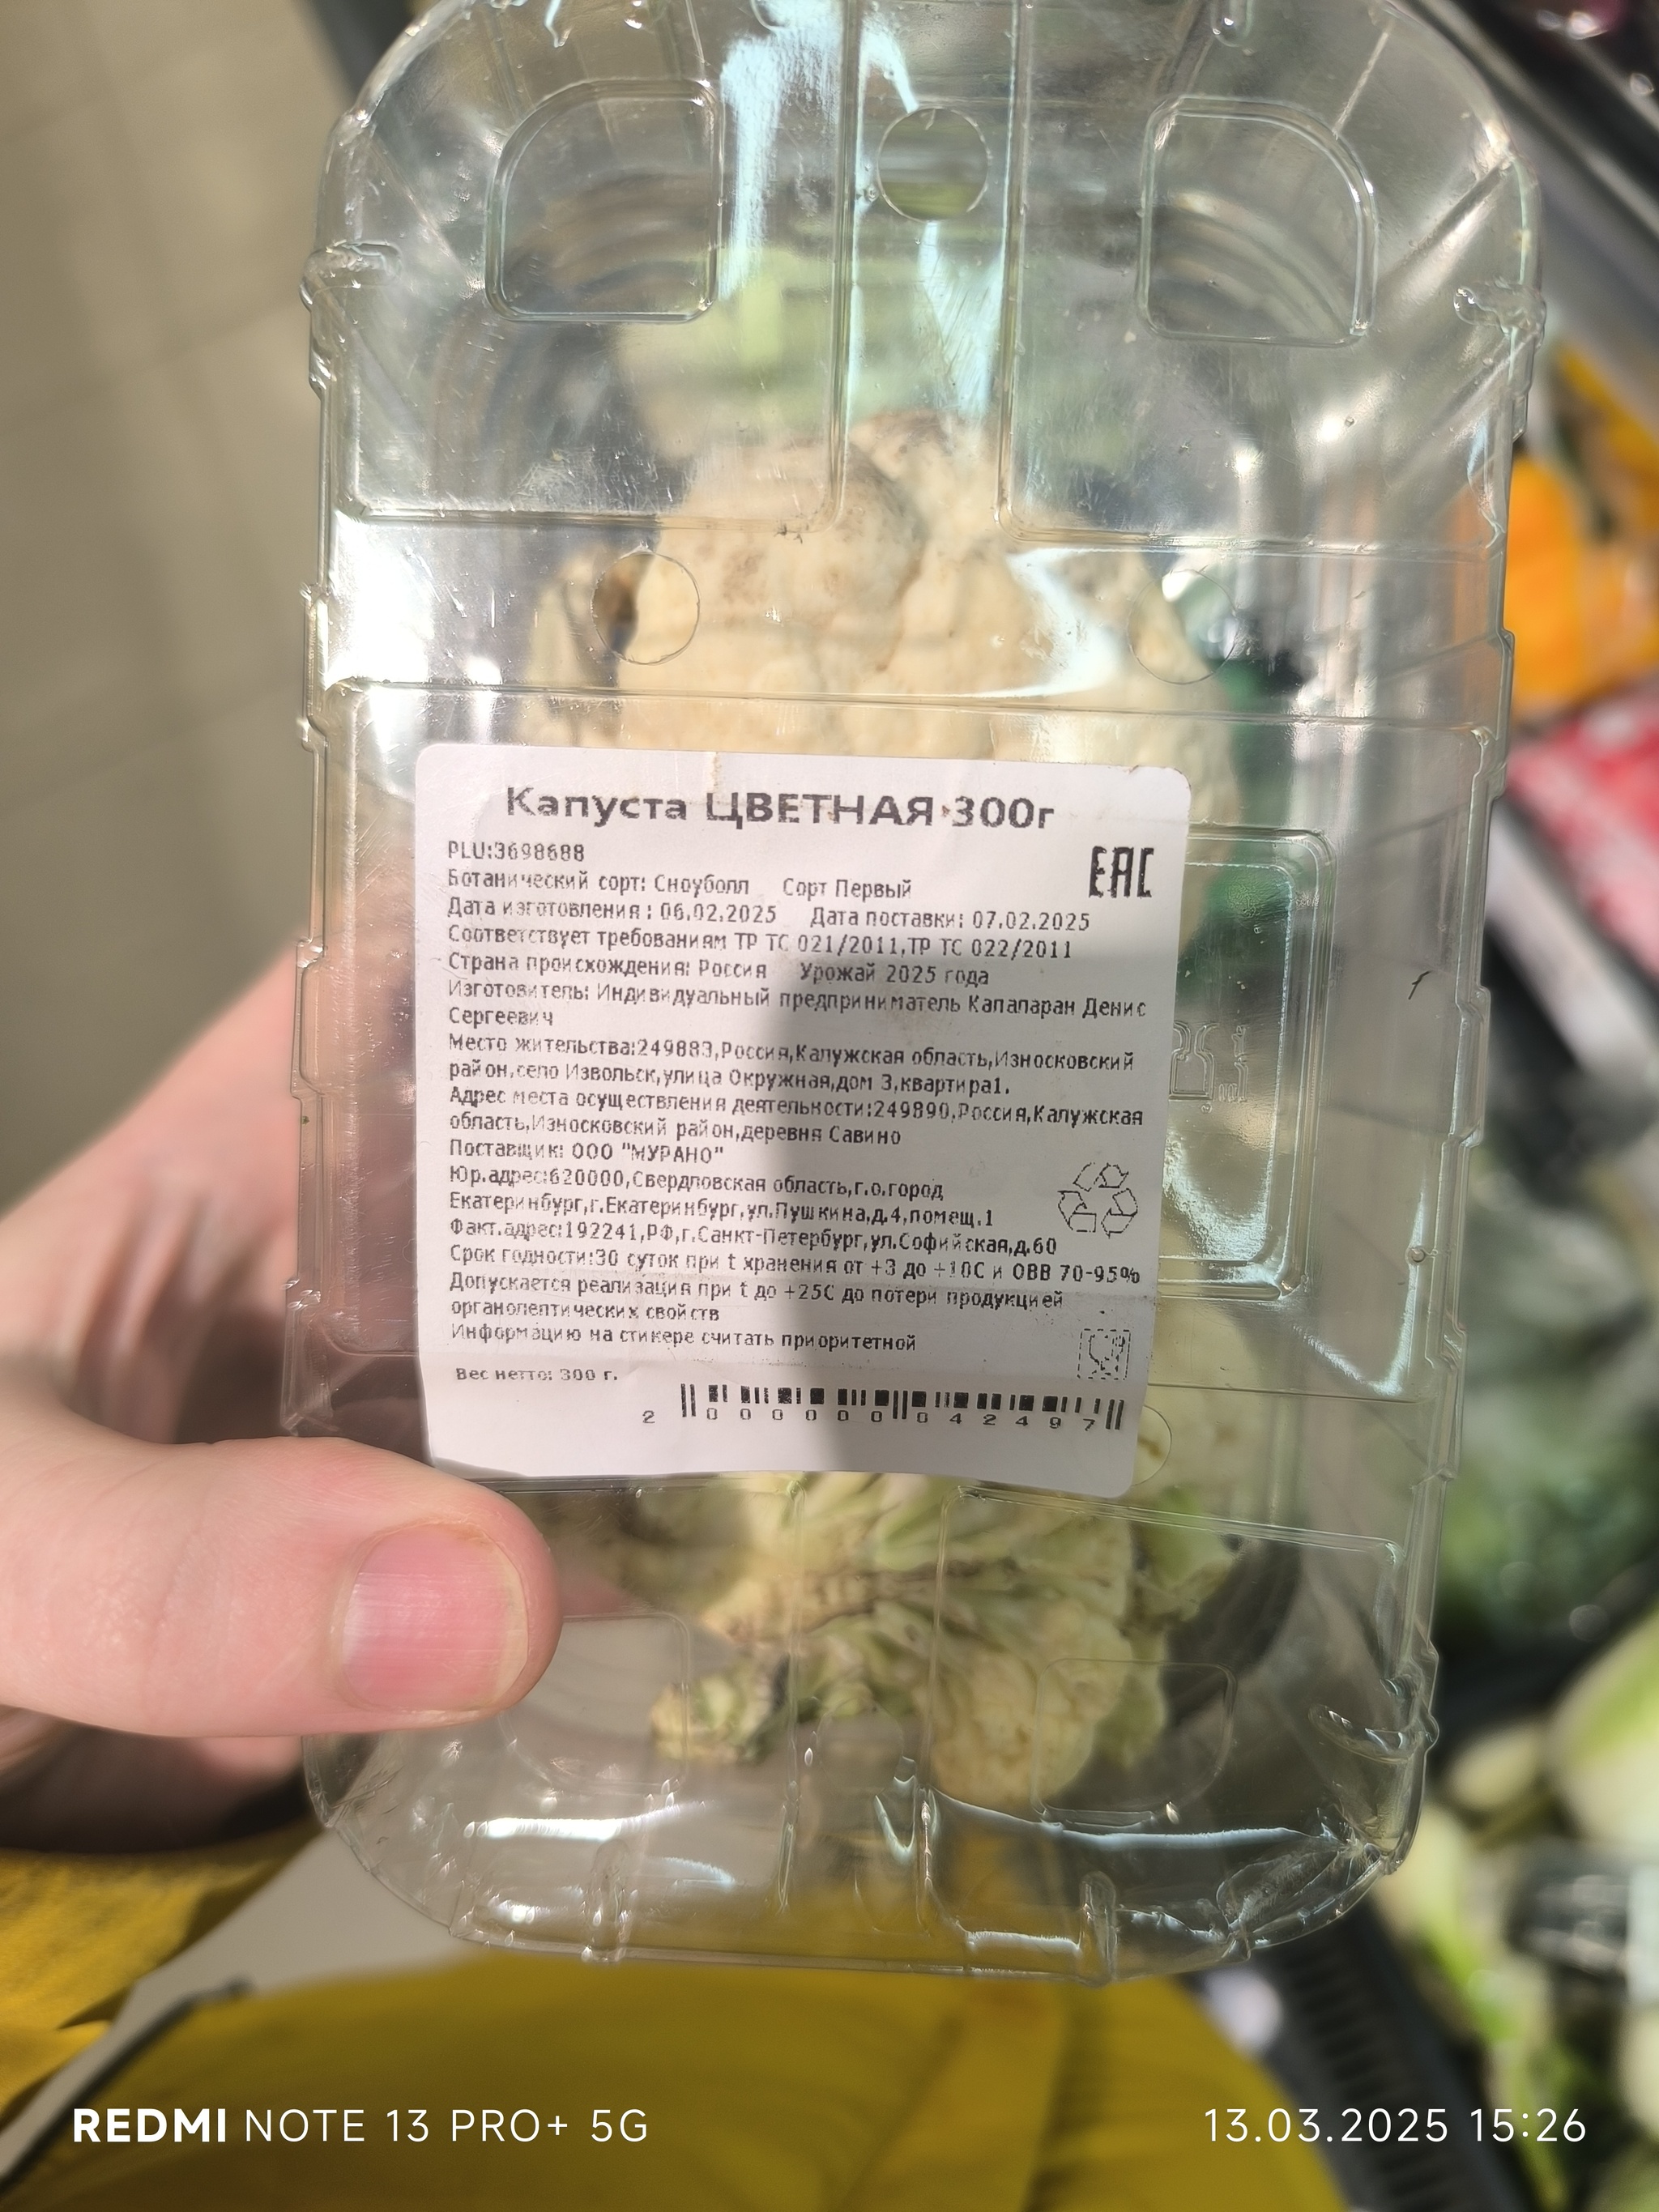 Капуста ЦВЕТНАЯ 300г
PLU:3698688
EAC
Ботанический сорт: Сноуболл Сорт Первый
Дата изготовления : 06.02.2025 Дата поставки: 07.02.2025
Соответствует требованиям ТР ТС 021/2011,ТР ТС 022/2011
Страна происхождения: Россия Урожай 2025 года
Изготовитель: Индивидуальный предприниматель Капаларан Денис
Сергеевич
Место жительства:249883,Россия,Калужская область,Износковский
район,село Извольск,улица Окружная,дом 3,квартира1.
Адрес места осуществления деятельности:249890,Россия,Калужская
область,Износковский район,деревня Савино
Поставщик: ООО "МУРАНО"
Юр.адрес:620000,Свердловская область,г.о.город
Екатеринбург,г.Екатеринбург,ул.Пушкина,д.4,помещ.1
Факт.адрес:192241,РФ,г.Санкт-Петербург,ул.Софийская,д.60
Срок годности:30 суток при t хранения от +3 до +10С и ОВВ 70-95%
Допускается реализация при t до +25С до потери продукцией
органолептических свойств
Информацию на стикере считать приоритетной
Вес нетто: 300 г.
2 000000 042497
REDMI NOTE 13 PRO+ 5G
13.03.2025 15:26